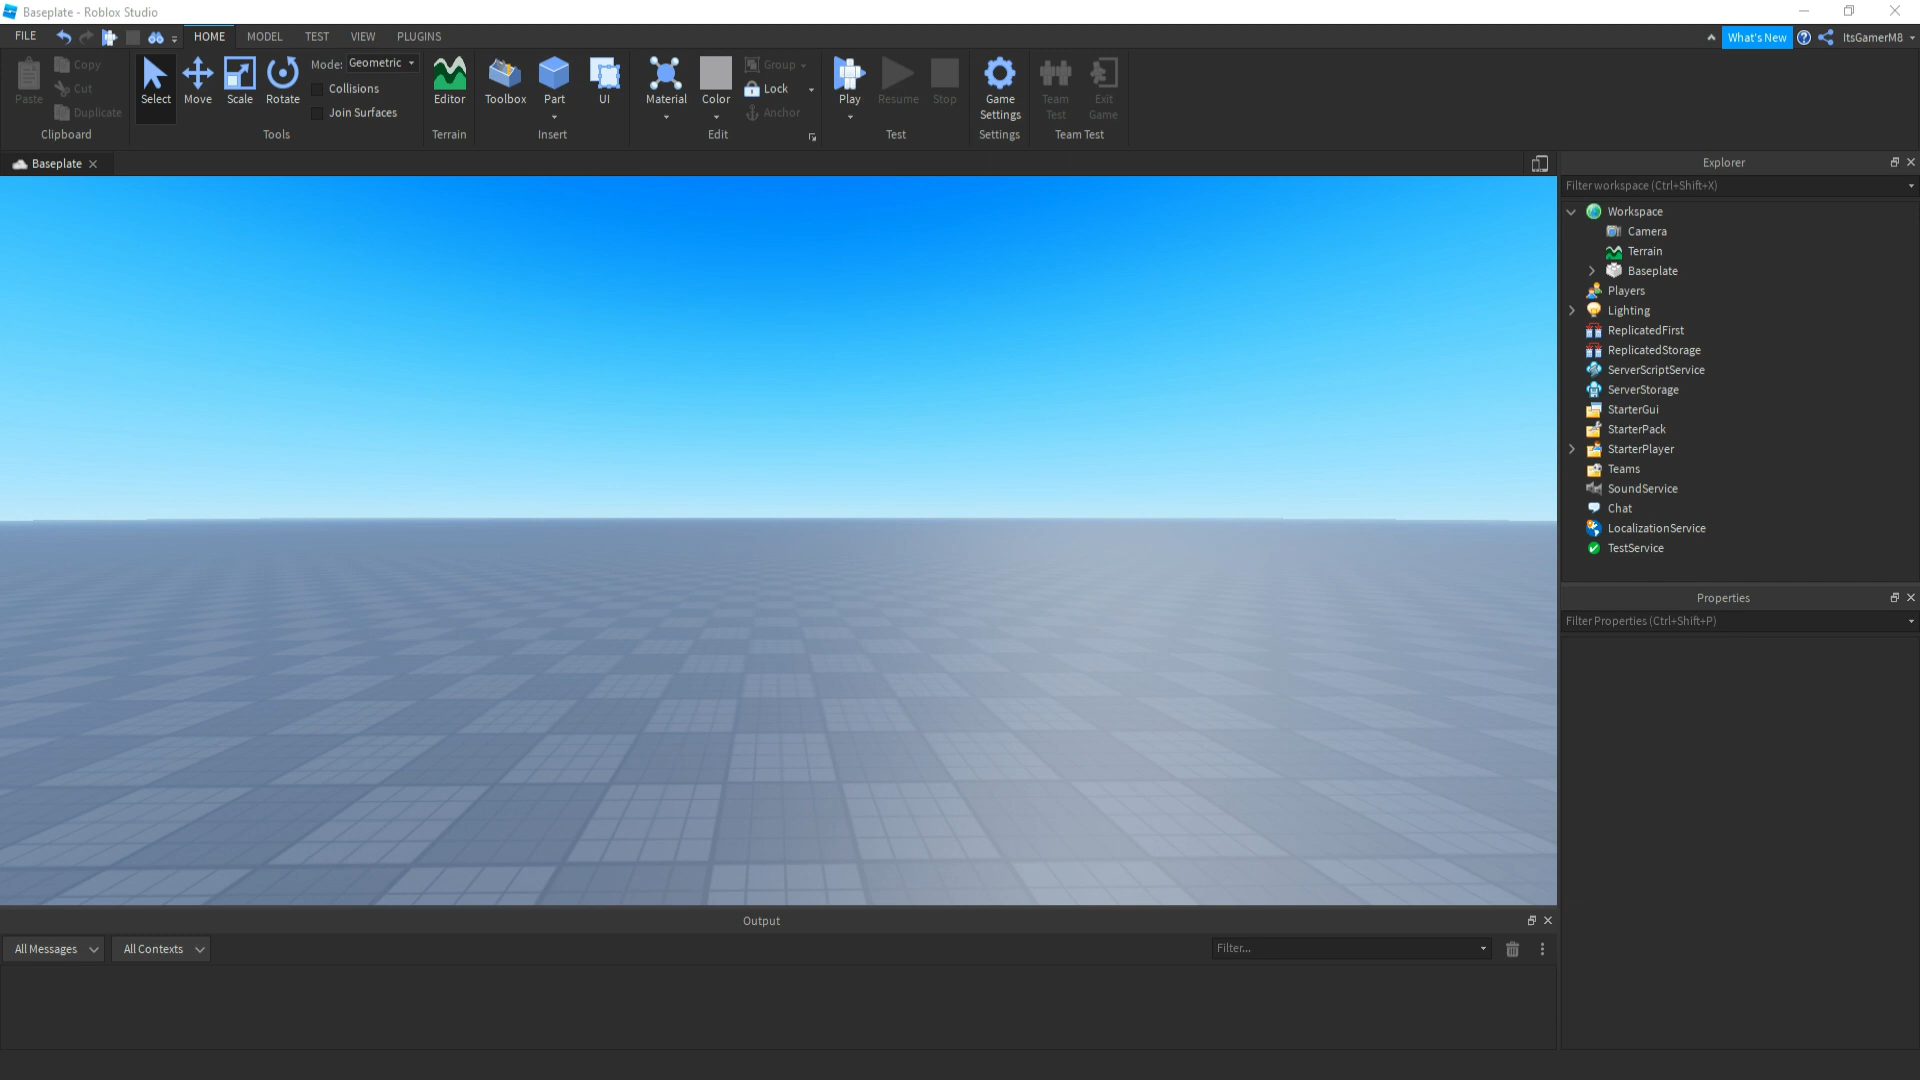 Baseplate - Roblox Studio
FILE
HOME
MODEL
TEST
VIEW
PLUGINS
What's New
ItsGamerM8
Paste
Copy
Cut
Duplicate
Clipboard
Select
Move
Scale
Rotate
Mode: Geometric
Collisions
Join Surfaces
Tools
Editor
Terrain
Toolbox
Part
UI
Insert
Material
Color
Group
Lock
Anchor
Edit
Play
Resume
Stop
Test
Game
Settings
Settings
Team
Test
Exit
Game
Team Test
Baseplate
Explorer
Filter workspace (Ctrl+Shift+X)
Workspace
Camera
Terrain
Baseplate
Players
Lighting
ReplicatedFirst
ReplicatedStorage
ServerScriptService
ServerStorage
StarterGui
StarterPack
StarterPlayer
Teams
SoundService
Chat
LocalizationService
TestService
Properties
Filter Properties (Ctrl+Shift+P)
Output
All Messages
All Contexts
Filter...